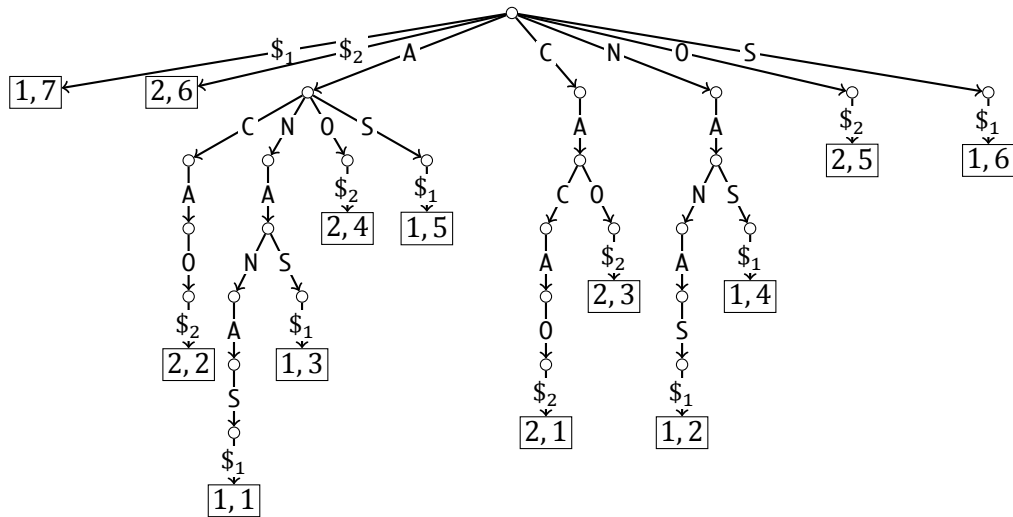 $₁ $₂ A C N O S
1, 7 2, 6
C N O S A A $₂ $₁
2, 5 1, 6
A A $₂ $₁ C O N S
2, 4 1, 5
O N S A $₂ A $₁
2, 3 1, 4
$₂ A $₁ O S
2, 2 1, 3
S $₂ $₁
2, 1 1, 2
$₁
1, 1